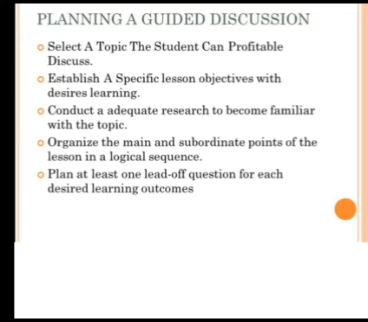 PLANNING A GUIDED DISCUSSION
Select A Topic The Student Can Profitable
Discuss.
Establish A Specific lesson objectives with
desires learning.
Conduct a adequate research to become familiar
with the topic.
Organize the main and subordinate points of the
lesson in a logical sequence.
Plan at least one lead-off question for each
desired learning outcomes